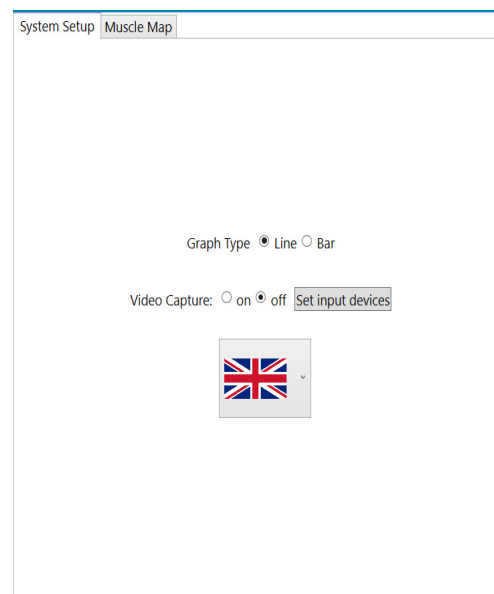 System Setup Muscle Map
Graph Type Line Bar
Video Capture: on off Set input devices